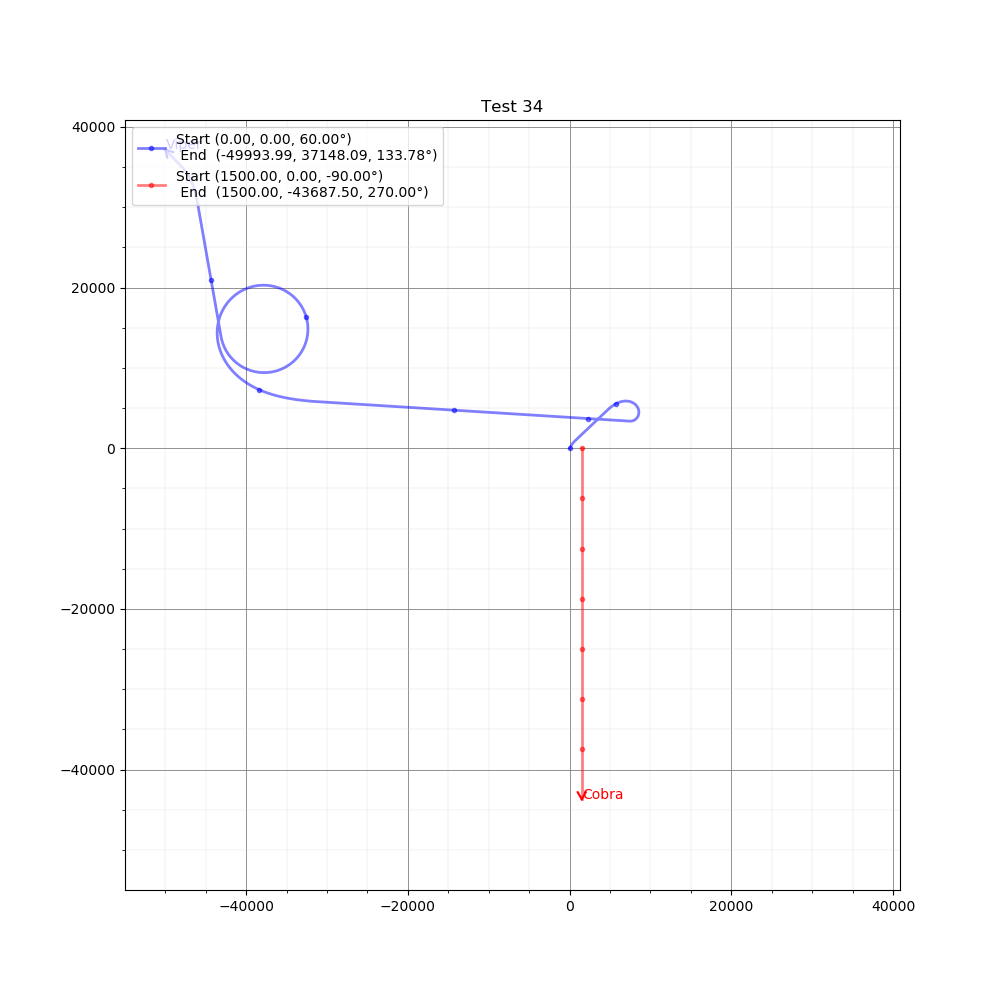 Test 34
Start (0.00, 0.00, 60.00°)
End (-49993.99, 37148.09, 133.78°)
Start (1500.00, 0.00, -90.00°)
End (1500.00, -43687.50, 270.00°)
40000
20000
0
−20000
−40000
Cobra
−40000 −20000 0 20000 40000